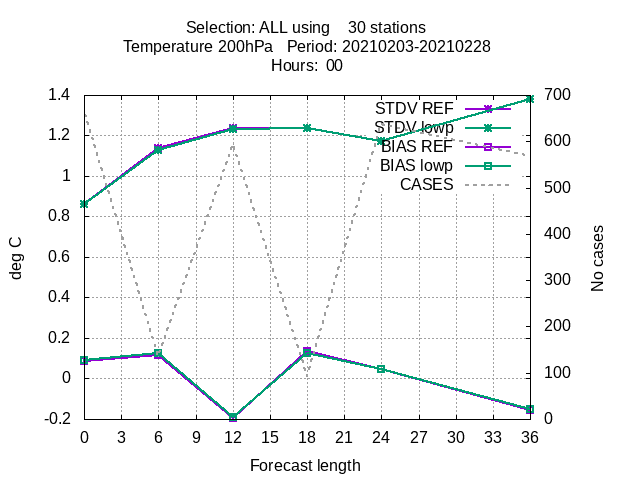 Selection: ALL using 30 stations
Temperature 200hPa Period: 20210203-20210228
Hours: 00
1.4
1.2
1
0.8
0.6
0.4
0.2
0
-0.2
deg C
700
600
500
400
300
200
100
0
No cases
STDV REF
STDV lowp
BIAS REF
BIAS lowp
CASES
0 3 6 9 12 15 18 21 24 27 30 33 36
Forecast length